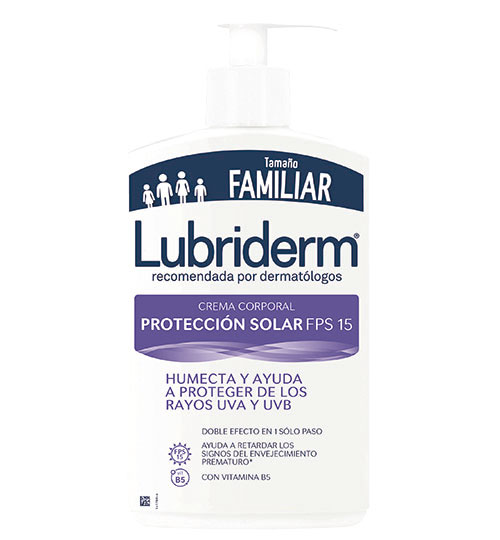 Tamaño
FAMILIAR
Lubriderm®
recomendada por dermatólogos
CREMA CORPORAL
PROTECCIÓN SOLAR FPS 15
HUMECTA Y AYUDA
A PROTEGER DE LOS
RAYOS UVA Y UVB
DOBLE EFECTO EN 1 SÓLO PASO
FPS
15
AYUDA A RETARDAR LOS
SIGNOS DEL ENVEJECIMIENTO
PREMATURO*
B5
CON VITAMINA B5